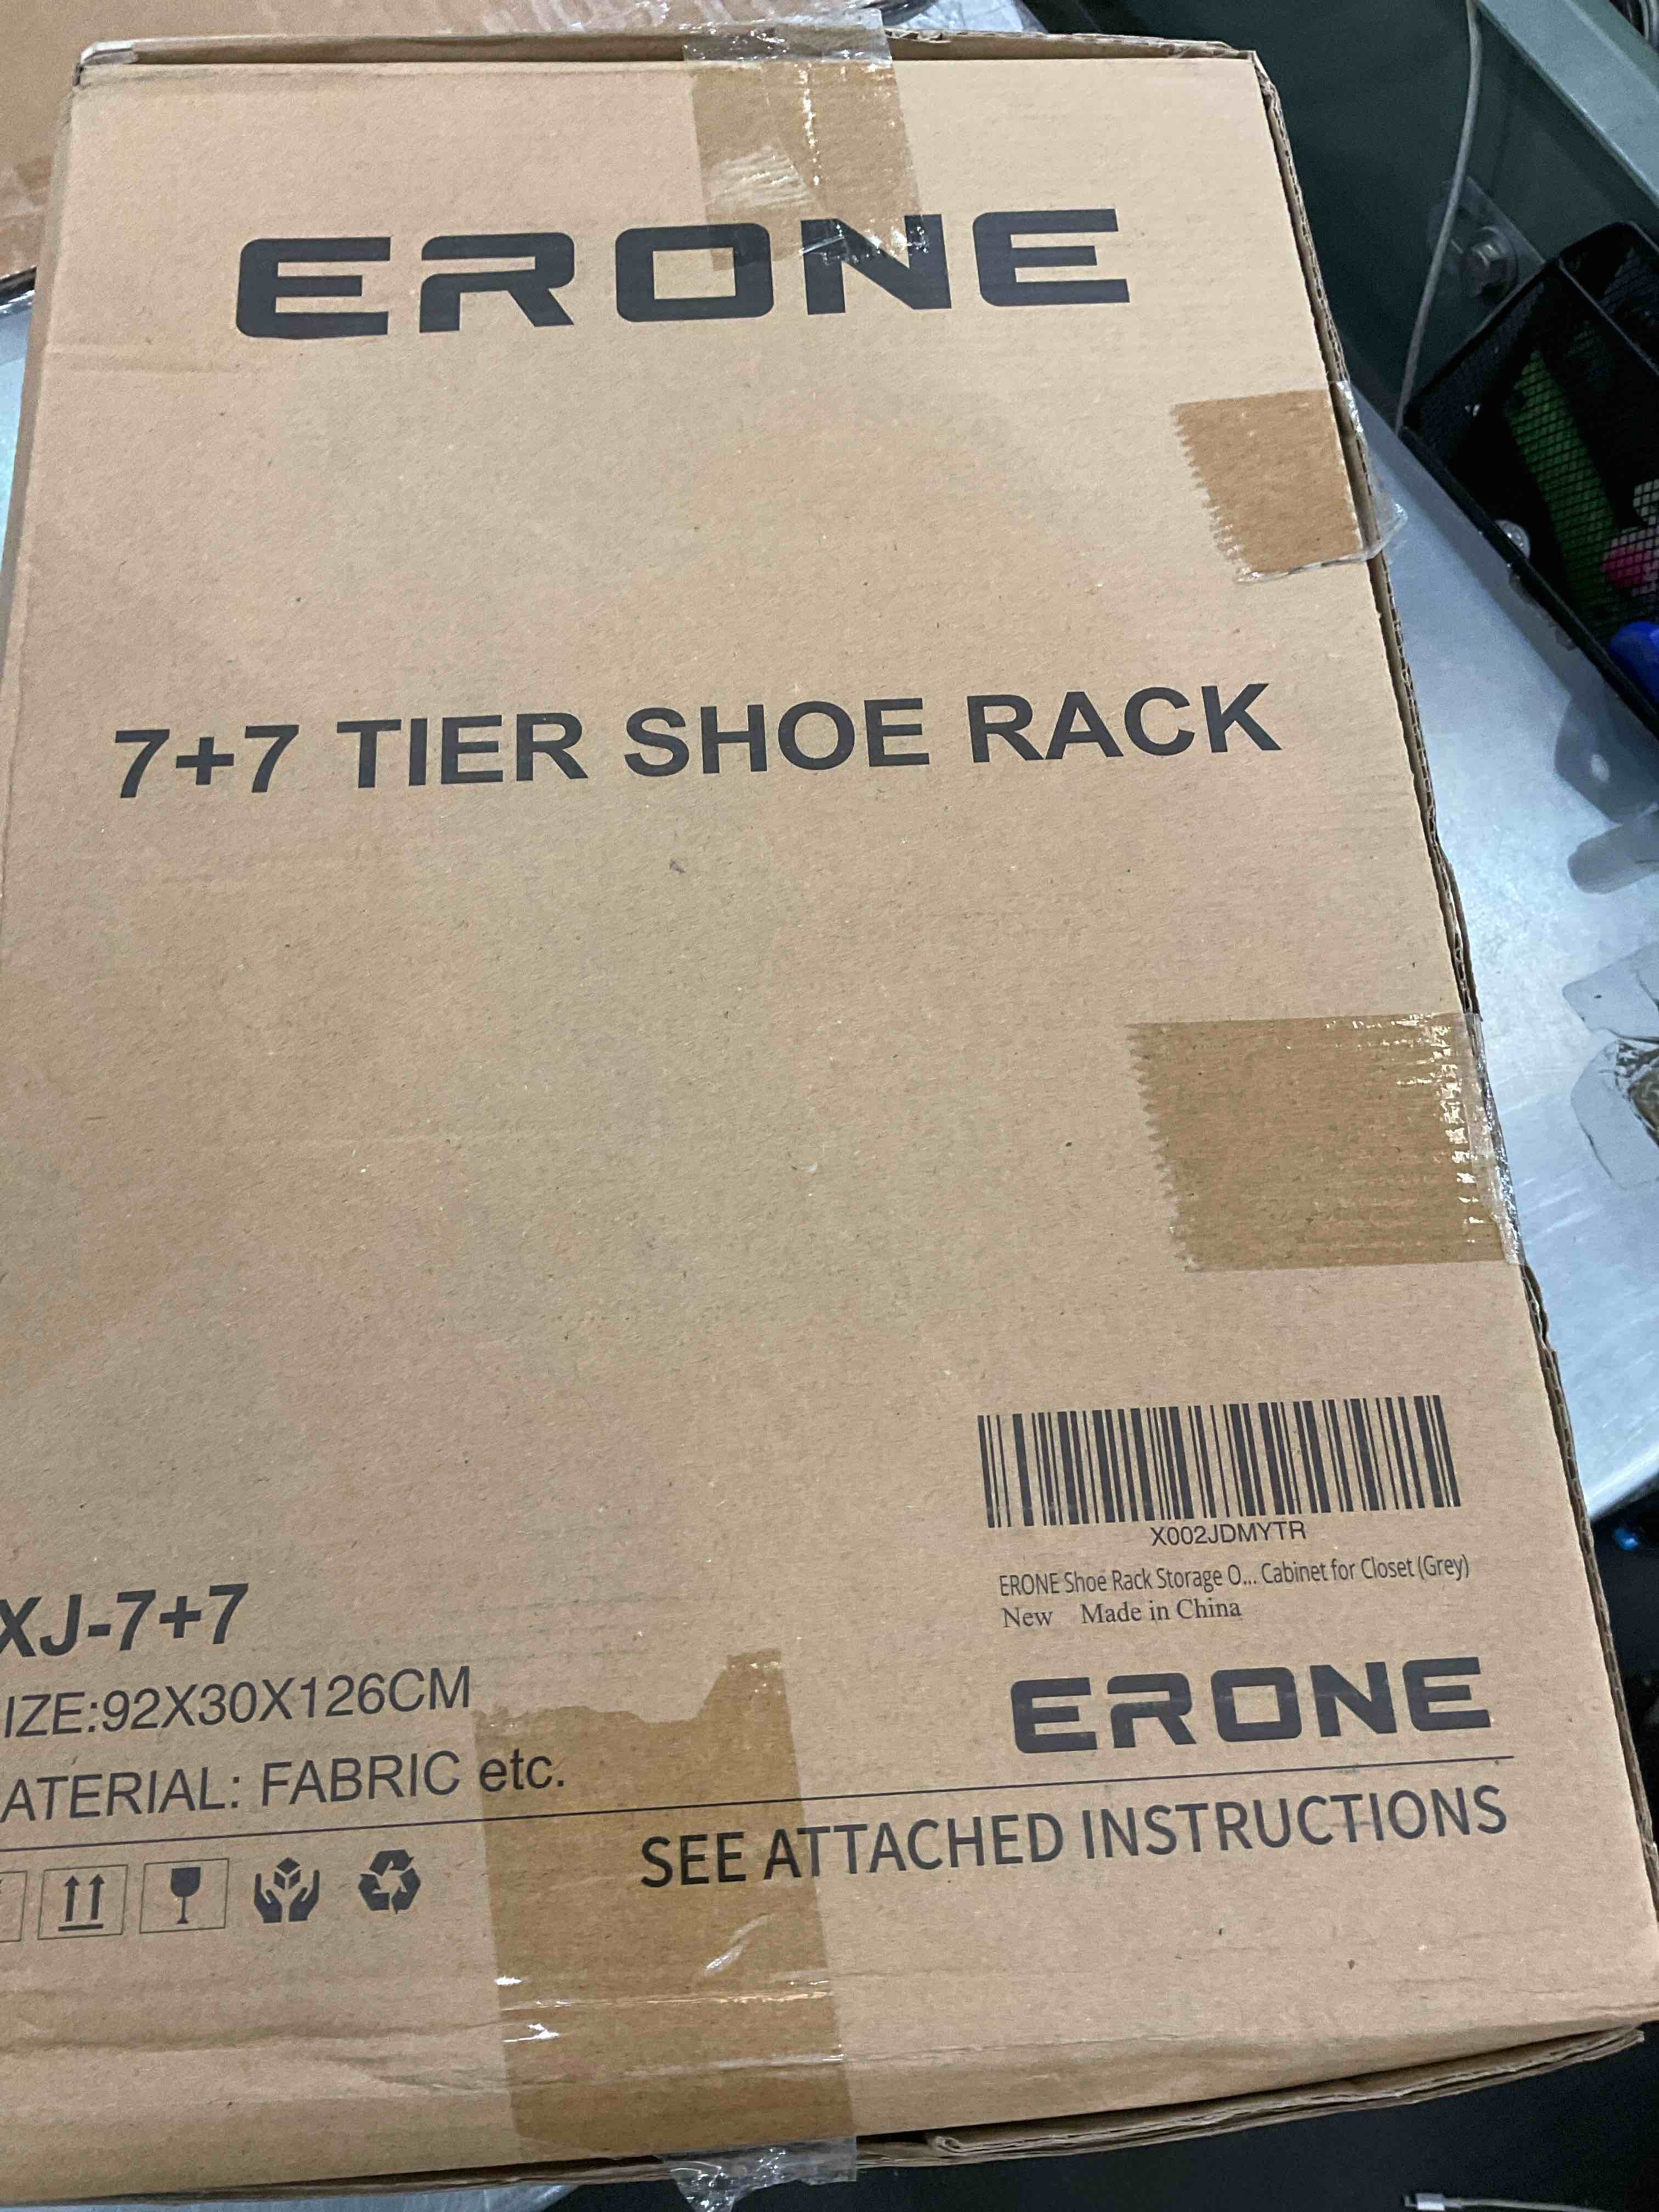 ERONE
7+7 TIER SHOE RACK
X002JDMYTR
ERONE Shoe Rack Storage O... Cabinet for Closet (Grey)
New Made in China
XJ-7+7
IZE:92X30X126CM
ATERIAL: FABRIC etc.
ERONE
SEE ATTACHED INSTRUCTIONS